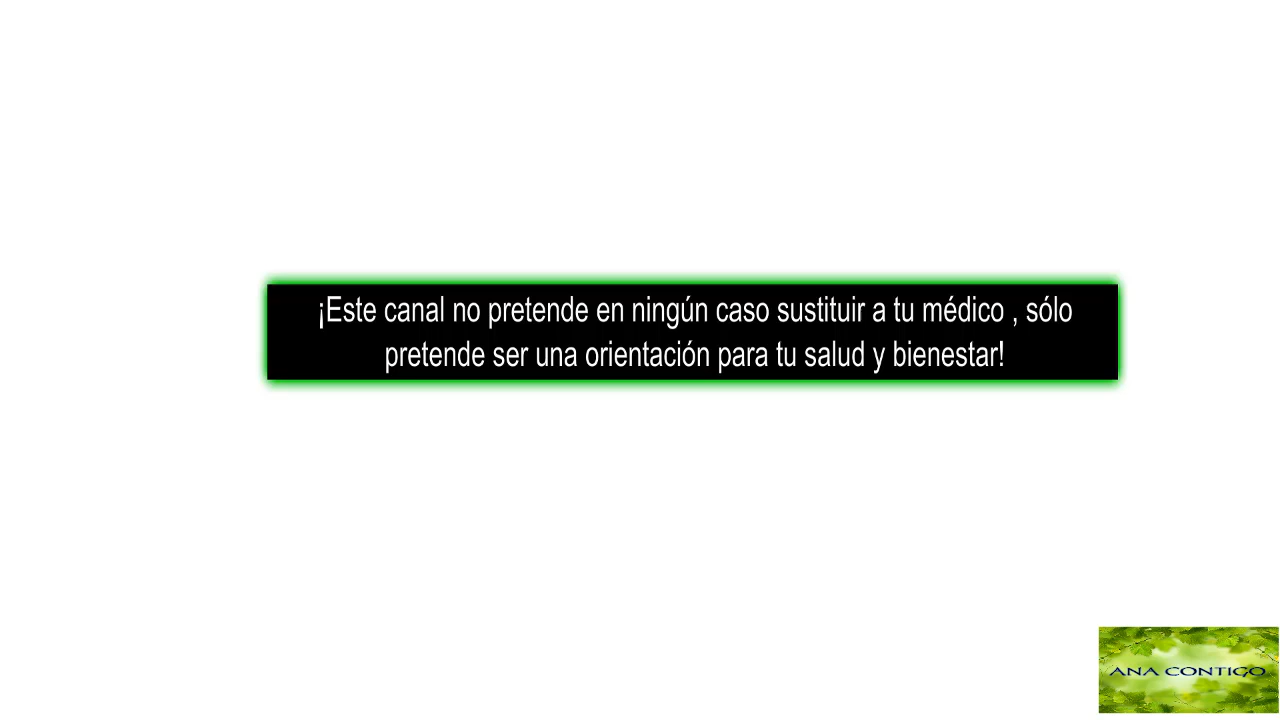 ¡Este canal no pretende en ningún caso sustituir a tu médico , sólo
pretende ser una orientación para tu salud y bienestar!
ANA CONTIGO